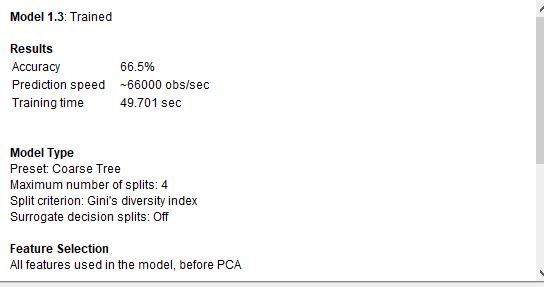 Model 1.3: Trained
Results
Accuracy 66.5%
Prediction speed ~66000 obs/sec
Training time 49.701 sec
Model Type
Preset: Coarse Tree
Maximum number of splits: 4
Split criterion: Gini's diversity index
Surrogate decision splits: Off
Feature Selection
All features used in the model, before PCA